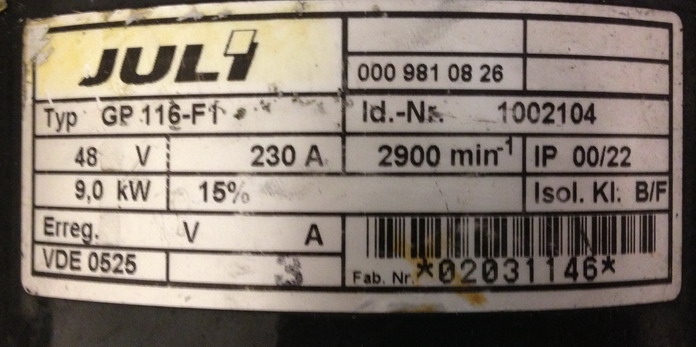 JULI
000 981 08 26
Typ GP 116-F1 Id.-Nr. 1002104
48 V 230 A 2900 min-1 IP 00/22
9,0 kW 15% Isol. Kl: B/F
Erreg. V A
VDE 0525
Fab. Nr. *02031146*